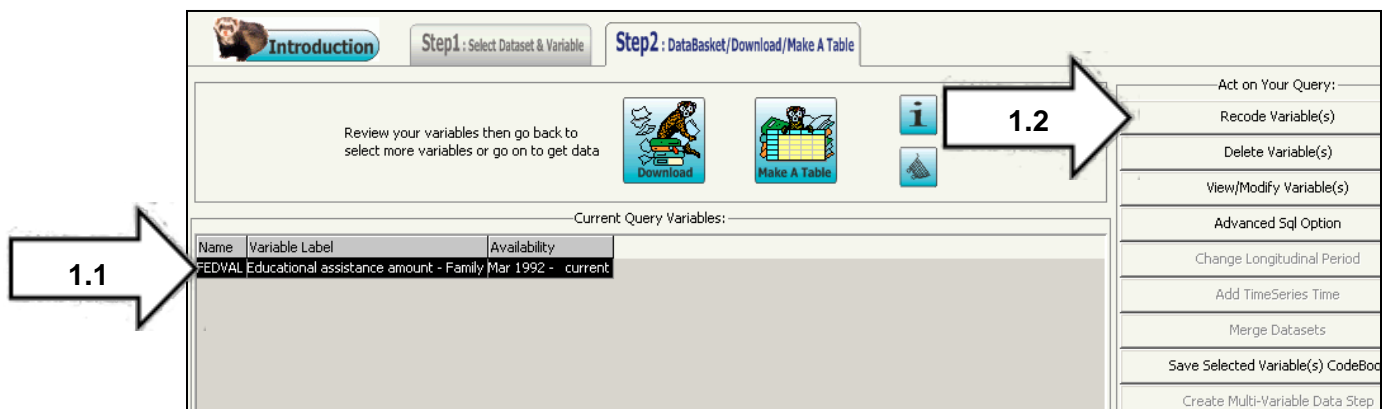 Introduction
Step1 : Select Dataset & Variable
Step2 : DataBasket/Download/Make A Table
Review your variables then go back to
select more variables or go on to get data
Download
Make A Table
i
1.2
Act on Your Query:
Recode Variable(s)
Delete Variable(s)
View/Modify Variable(s)
Advanced Sql Option
Change Longitudinal Period
Add TimeSeries Time
Merge Datasets
Save Selected Variable(s) CodeBoo
Create Multi-Variable Data Step
Current Query Variables:
Name Variable Label Availability
1.1
FEDVAL Educational assistance amount - Family Mar 1992 - current